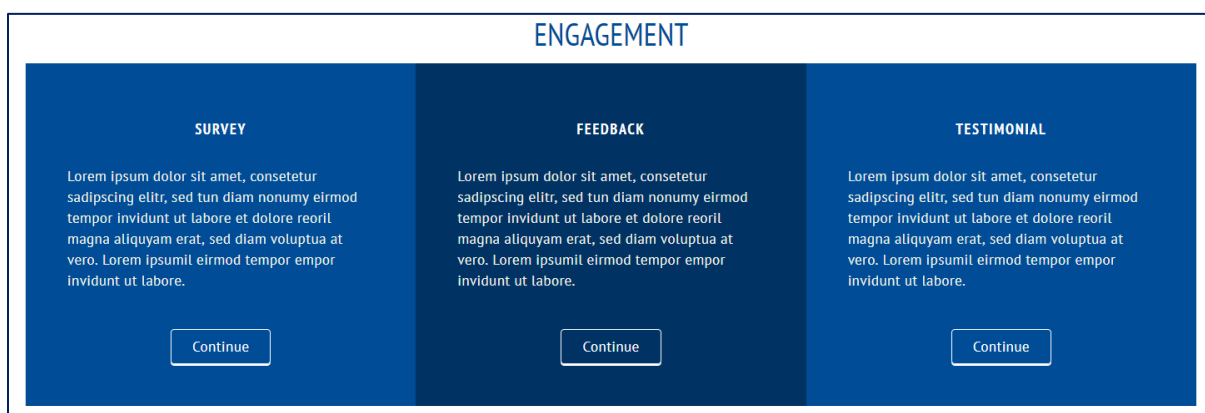 ENGAGEMENT
SURVEY
Lorem ipsum dolor sit amet, consetetur
sadipscing elitr, sed tun diam nonumy eirmod
tempor invidunt ut labore et dolore reoril
magna aliquyam erat, sed diam voluptua at
vero. Lorem ipsumil eirmod tempor empor
invidunt ut labore.
Continue
FEEDBACK
Lorem ipsum dolor sit amet, consetetur
sadipscing elitr, sed tun diam nonumy eirmod
tempor invidunt ut labore et dolore reoril
magna aliquyam erat, sed diam voluptua at
vero. Lorem ipsumil eirmod tempor empor
invidunt ut labore.
Continue
TESTIMONIAL
Lorem ipsum dolor sit amet, consetetur
sadipscing elitr, sed tun diam nonumy eirmod
tempor invidunt ut labore et dolore reoril
magna aliquyam erat, sed diam voluptua at
vero. Lorem ipsumil eirmod tempor empor
invidunt ut labore.
Continue